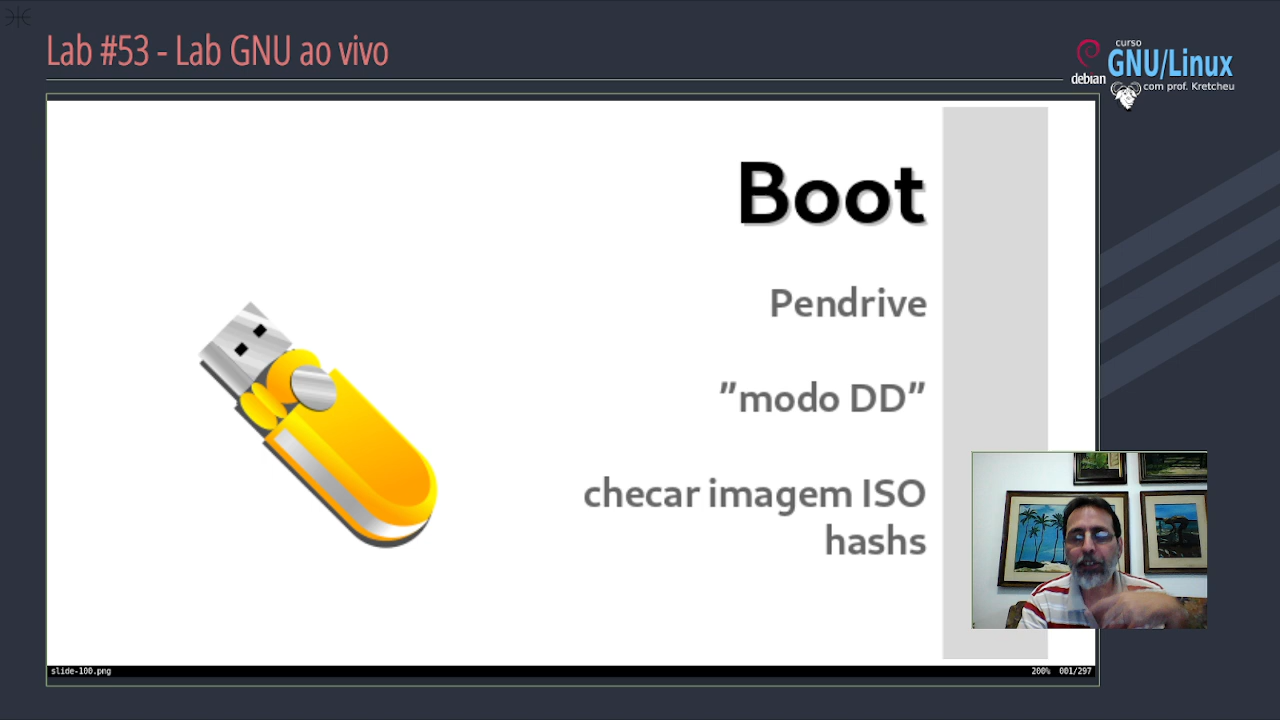 Lab #53 - Lab GNU ao vivo
curso
GNU/Linux
debian
com prof. Kretcheu
Boot
Pendrive
”modo DD”
checar imagem ISO
hashs
slide-100.png
200% 001/297